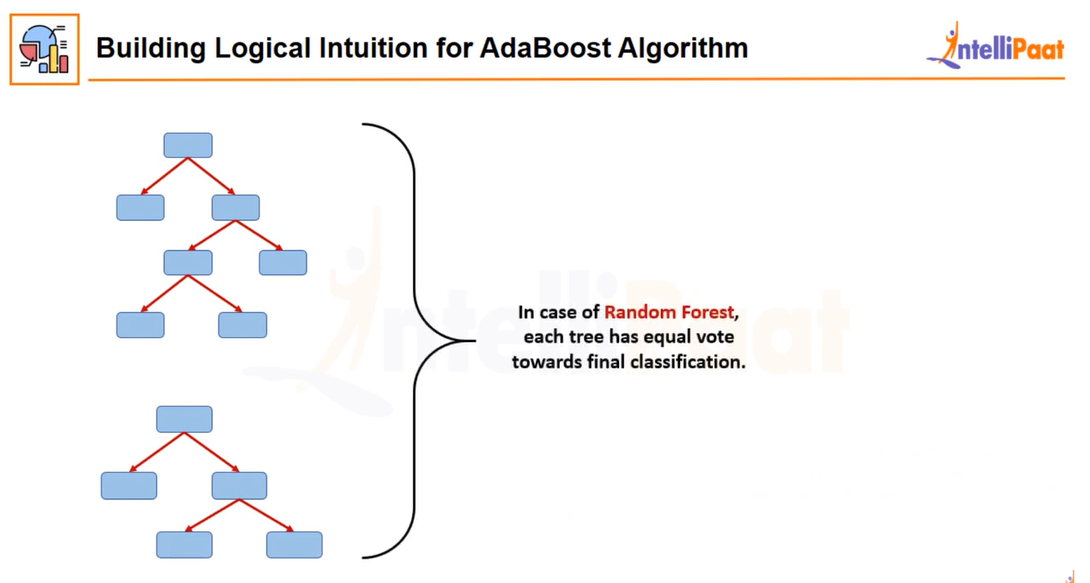 Building Logical Intuition for AdaBoost Algorithm
IntelliPaat
IntelliPaat
In case of Random Forest,
each tree has equal vote
towards final classification.